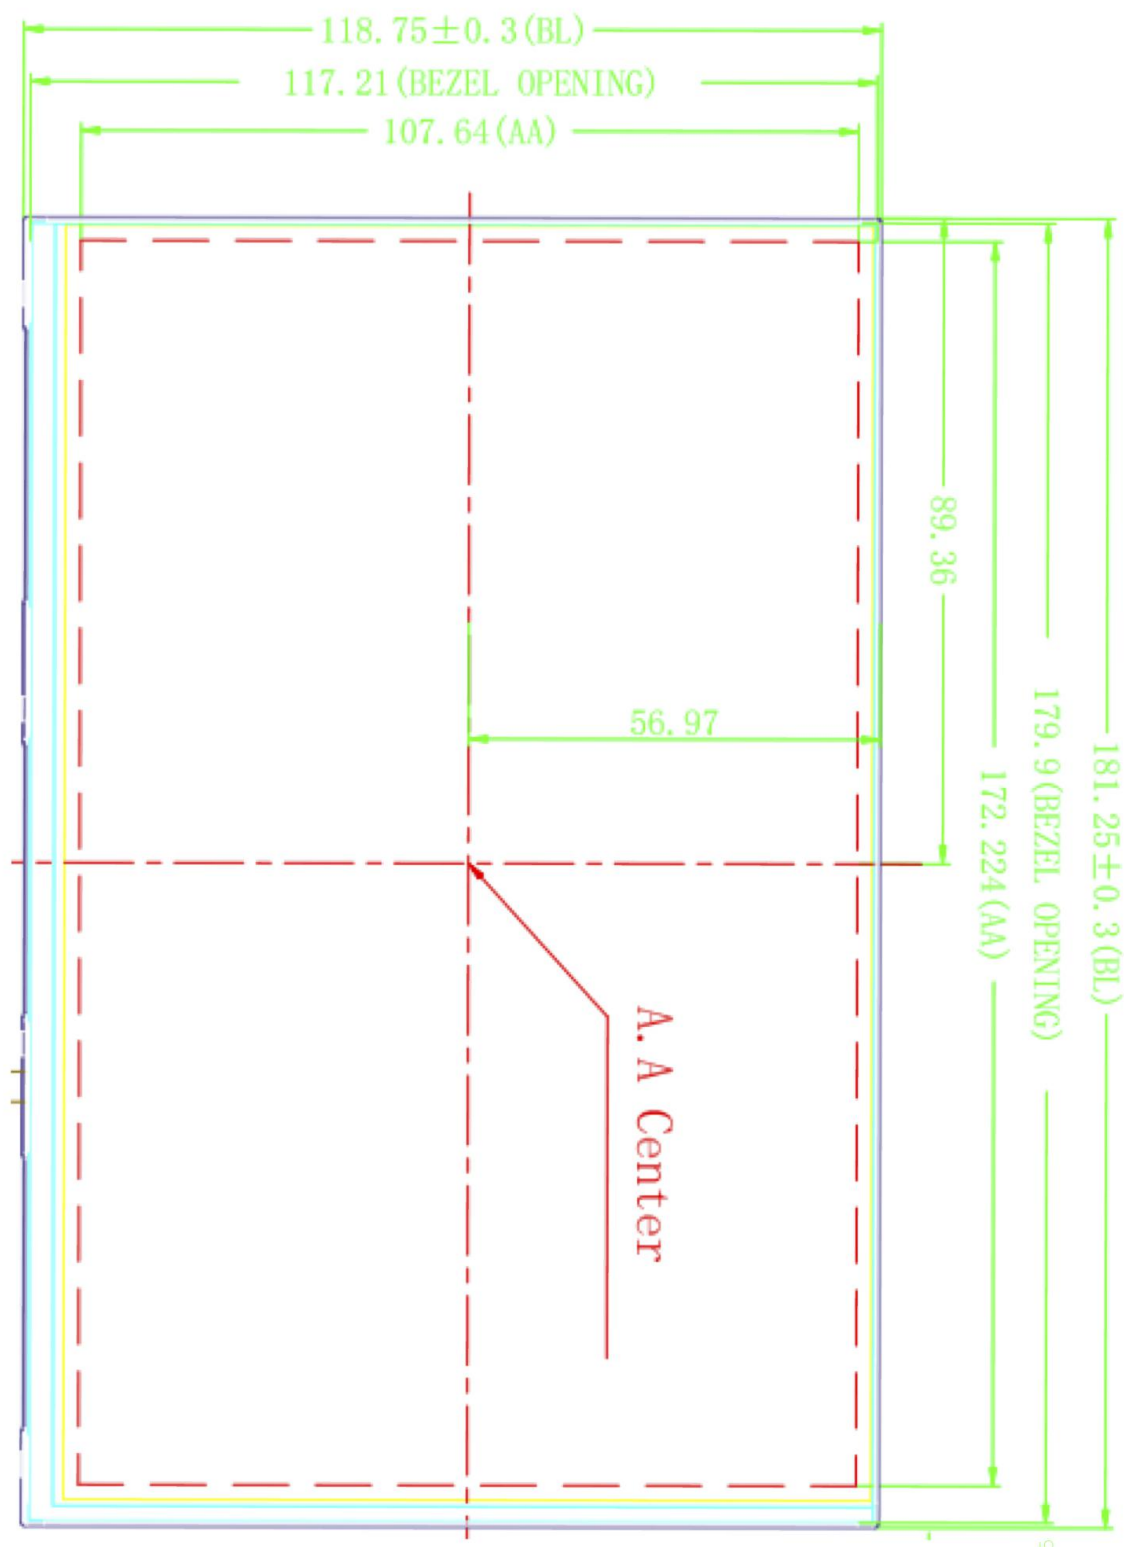 118.75±0.3(BL)
117.21(BEZEL OPENING)
107.64(AA)
89.36
56.97
172.224(AA)
179.9(BEZEL OPENING)
181.25±0.3(BL)
A.A Center